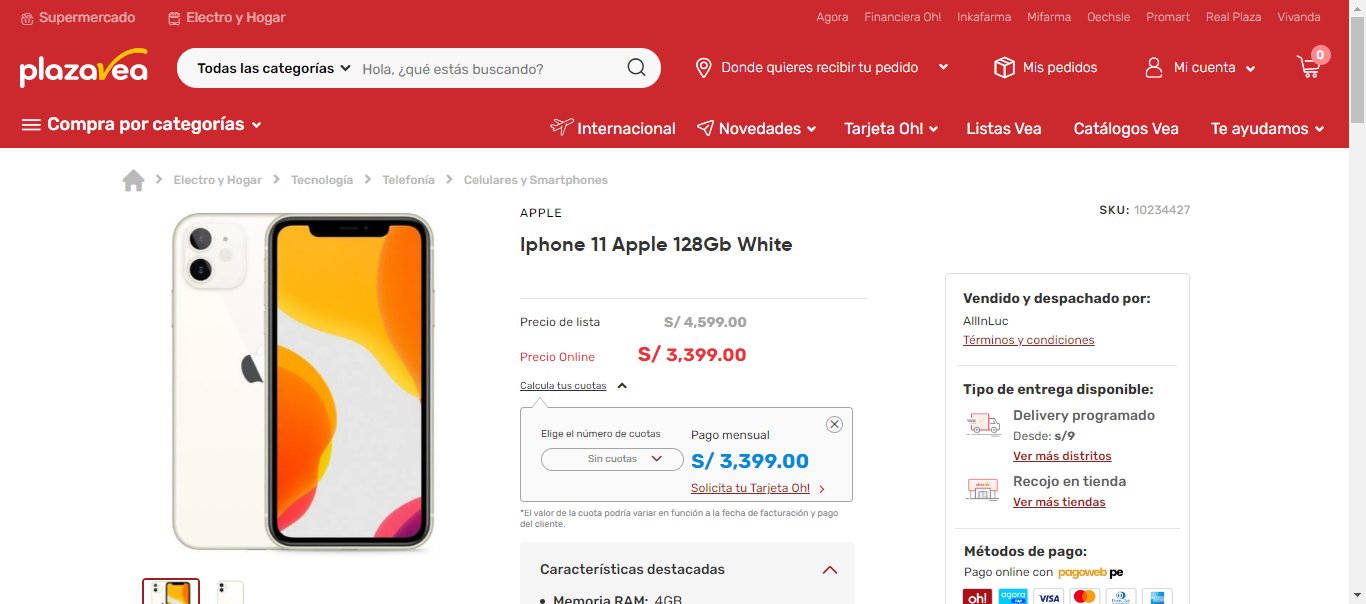 Supermercado
Electro y Hogar
Agora Financiera Oh! Inkafarma Mifarma Oechsle Promart Real Plaza Vivanda
plazavea
Todas las categorías
Hola, ¿qué estás buscando?
Donde quieres recibir tu pedido
Mis pedidos
Mi cuenta
0
Compra por categorías
Internacional
Novedades
Tarjeta Oh!
Listas Vea
Catálogos Vea
Te ayudamos
Electro y Hogar > Tecnología > Telefonía > Celulares y Smartphones
APPLE
SKU: 10234427
Iphone 11 Apple 128Gb White
Precio de lista S/ 4,599.00
Precio Online S/ 3,399.00
Calcula tus cuotas
Elige el número de cuotas
Sin cuotas
Pago mensual
S/ 3,399.00
Solicita tu Tarjeta Oh!
*El valor de la cuota podría variar en función a la fecha de facturación y pago
del cliente.
Características destacadas
• Memoria RAM: 4GB
Vendido y despachado por:
AllInLuc
Términos y condiciones
Tipo de entrega disponible:
Delivery programado
Desde: s/9
Ver más distritos
Recojo en tienda
Ver más tiendas
Métodos de pago:
Pago online con pagoweb pe
oh! agora VISA